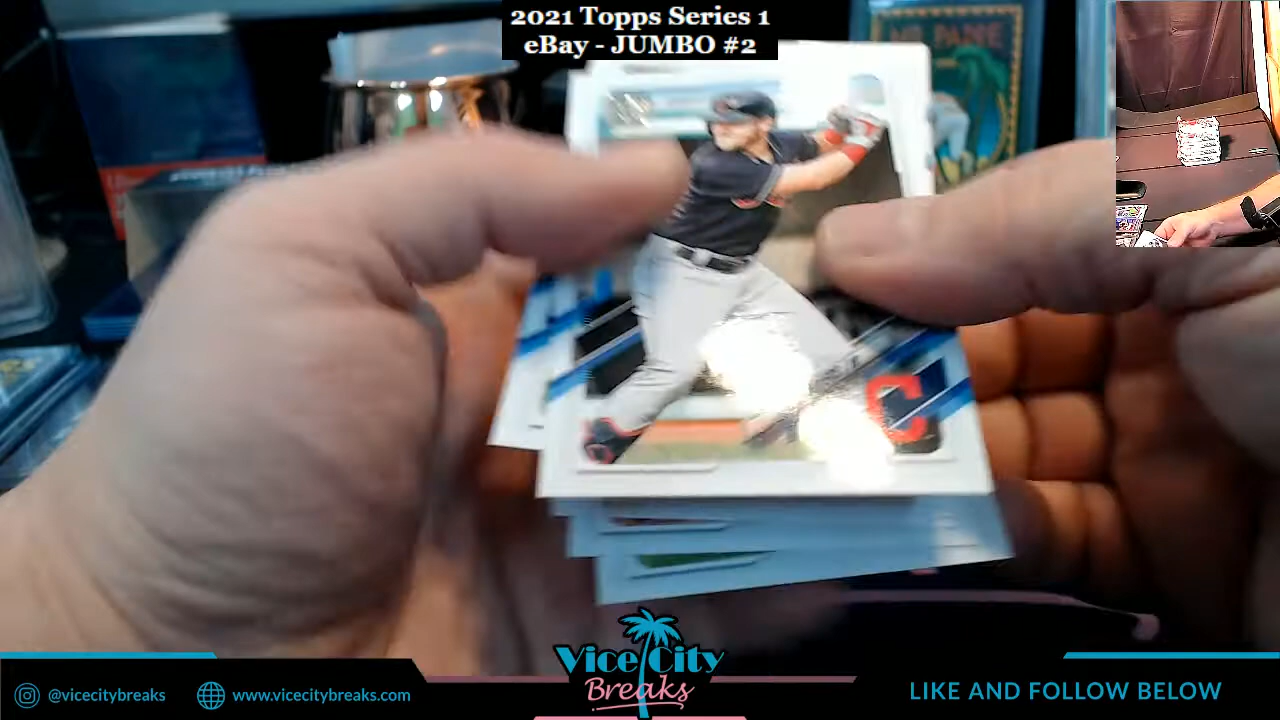 2021 Topps Series 1
eBay - JUMBO #2
C
Vice City
Breaks
@vicecitybreaks
www.vicecitybreaks.com
LIKE AND FOLLOW BELOW